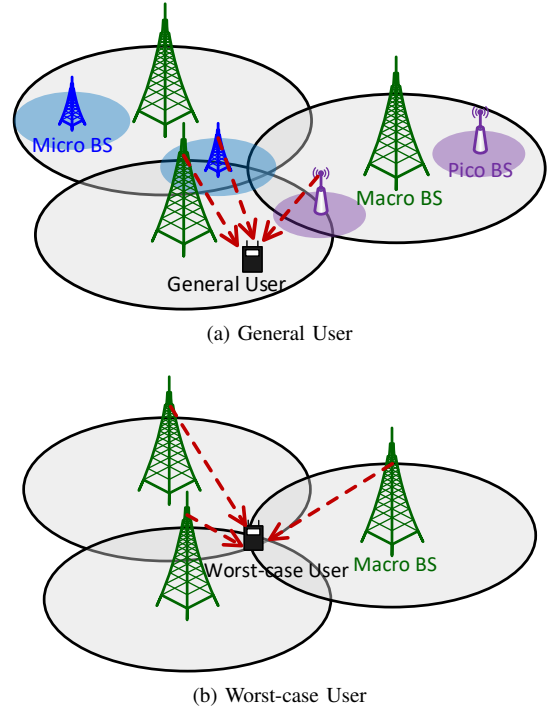 Micro BS
Pico BS
Macro BS
General User
(a) General User
Worst-case User
Macro BS
(b) Worst-case User